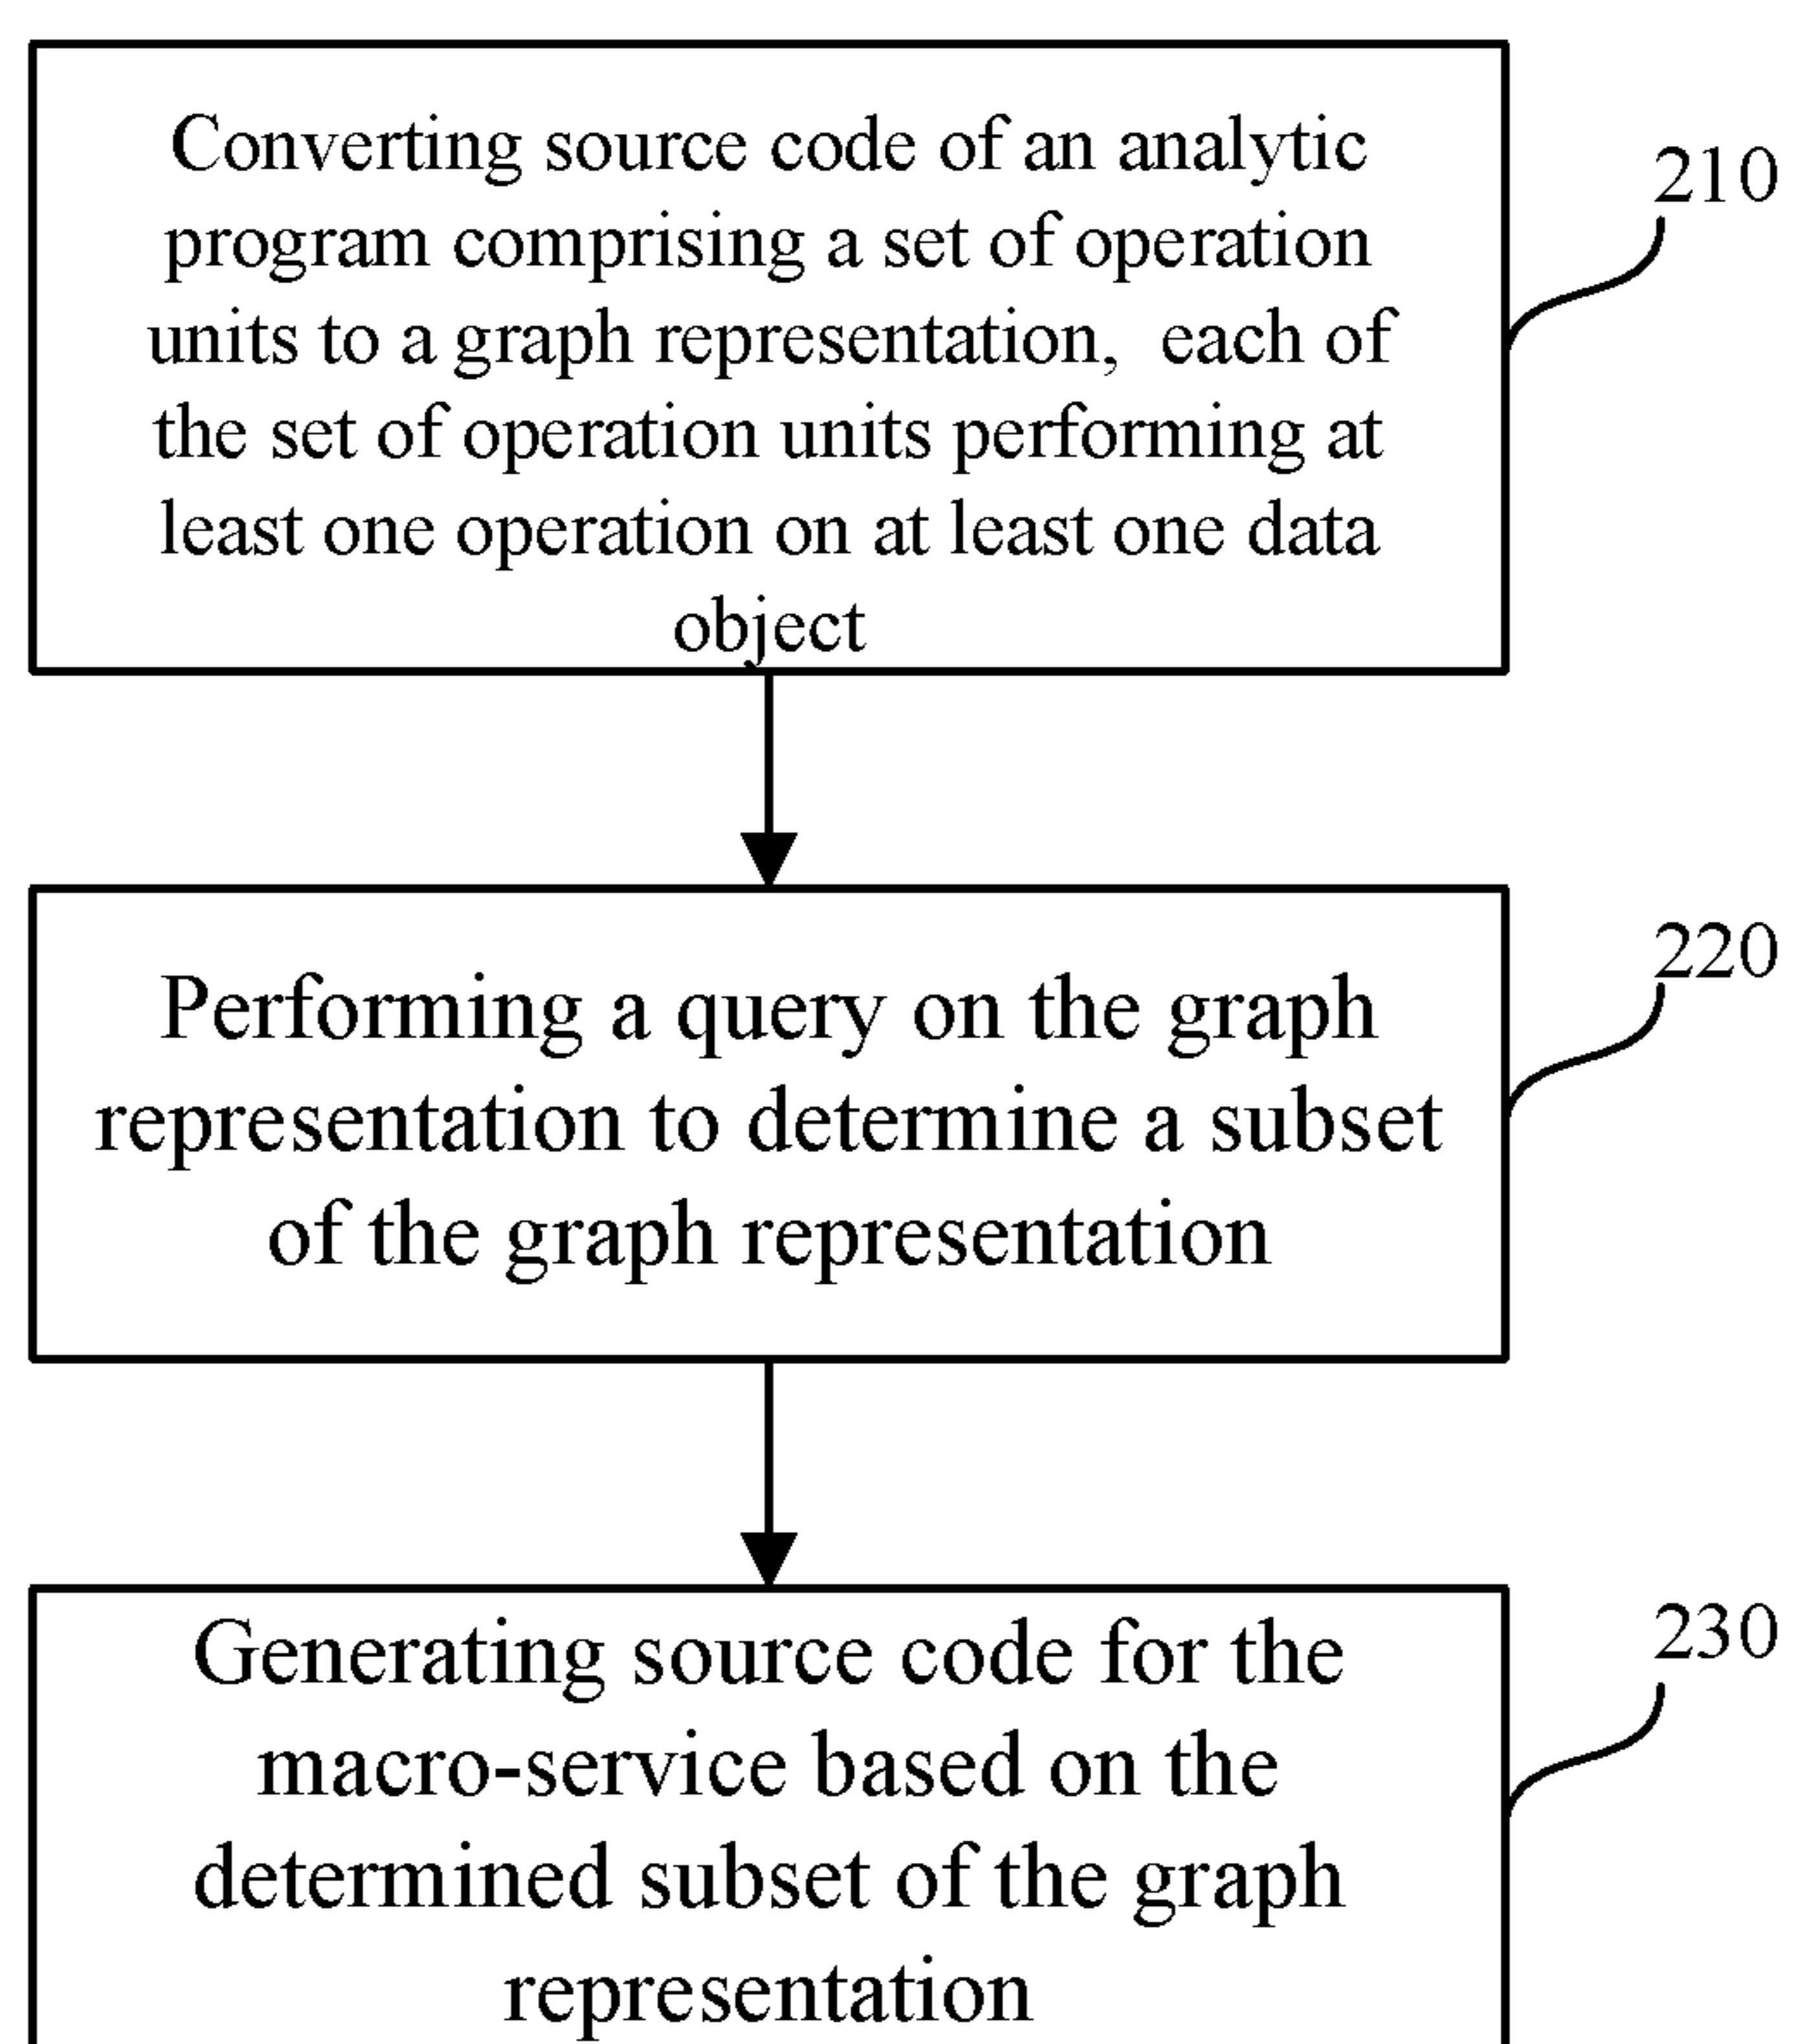 Converting source code of an analytic
program comprising a set of operation
units to a graph representation, each of
the set of operation units performing at
least one operation on at least one data
object
210
Performing a query on the graph
representation to determine a subset
of the graph representation
220
Generating source code for the
macro-service based on the
determined subset of the graph
representation
230